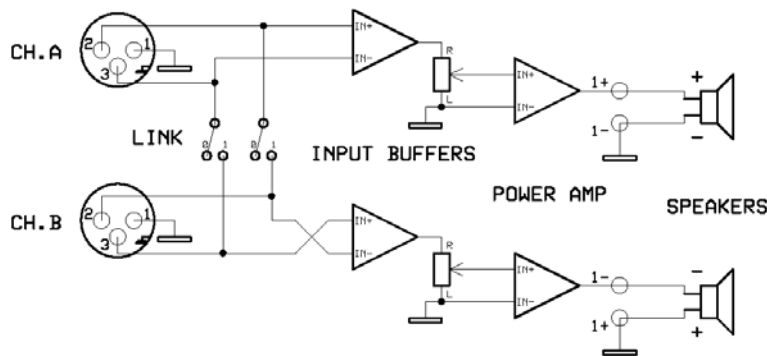 CH.A
2
1
3
IN+
IN-
R
L
IN+
IN-
1+
1-
+
-
LINK
0
1
0
1
INPUT BUFFERS
POWER AMP
SPEAKERS
CH.B
2
1
3
IN+
IN-
R
L
IN+
IN-
1-
1+
-
+